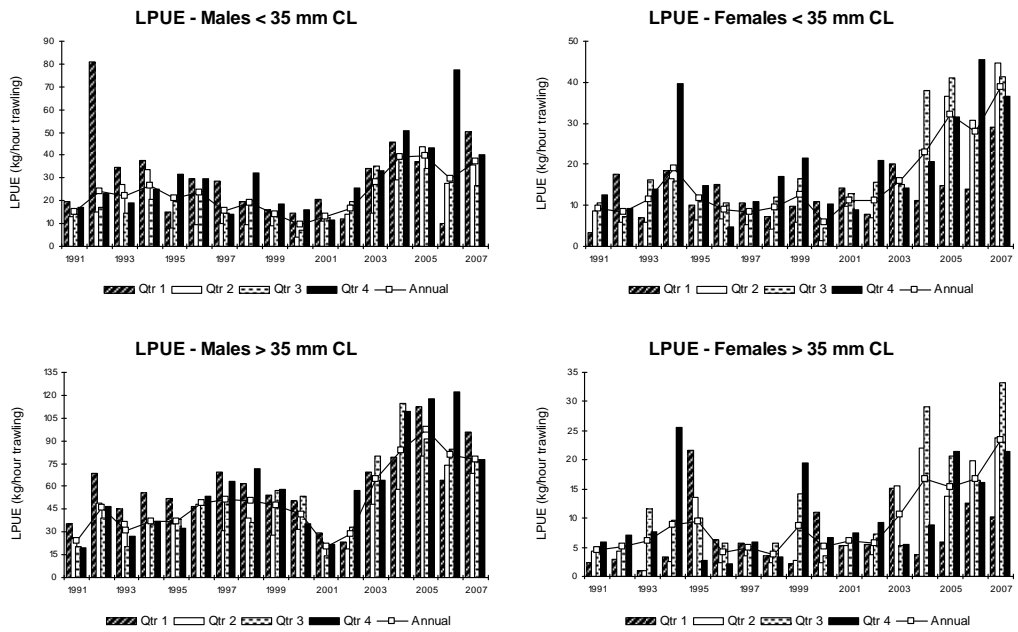 LPUE - Males < 35 mm CL
LPUE (kg/hour trawling)
90
80
70
60
50
40
30
20
10
0
1991 1993 1995 1997 1999 2001 2003 2005 2007
Qtr 1 Qtr 2 Qtr 3 Qtr 4 Annual
LPUE - Females < 35 mm CL
LPUE (kg/hour trawling)
50
40
30
20
10
0
1991 1993 1995 1997 1999 2001 2003 2005 2007
Qtr 1 Qtr 2 Qtr 3 Qtr 4 Annual
LPUE - Males > 35 mm CL
LPUE (kg/hour trawling)
135
120
105
90
75
60
45
30
15
0
1991 1993 1995 1997 1999 2001 2003 2005 2007
Qtr 1 Qtr 2 Qtr 3 Qtr 4 Annual
LPUE - Females > 35 mm CL
LPUE (kg/hour trawling)
35
30
25
20
15
10
5
0
1991 1993 1995 1997 1999 2001 2003 2005 2007
Qtr 1 Qtr 2 Qtr 3 Qtr 4 Annual